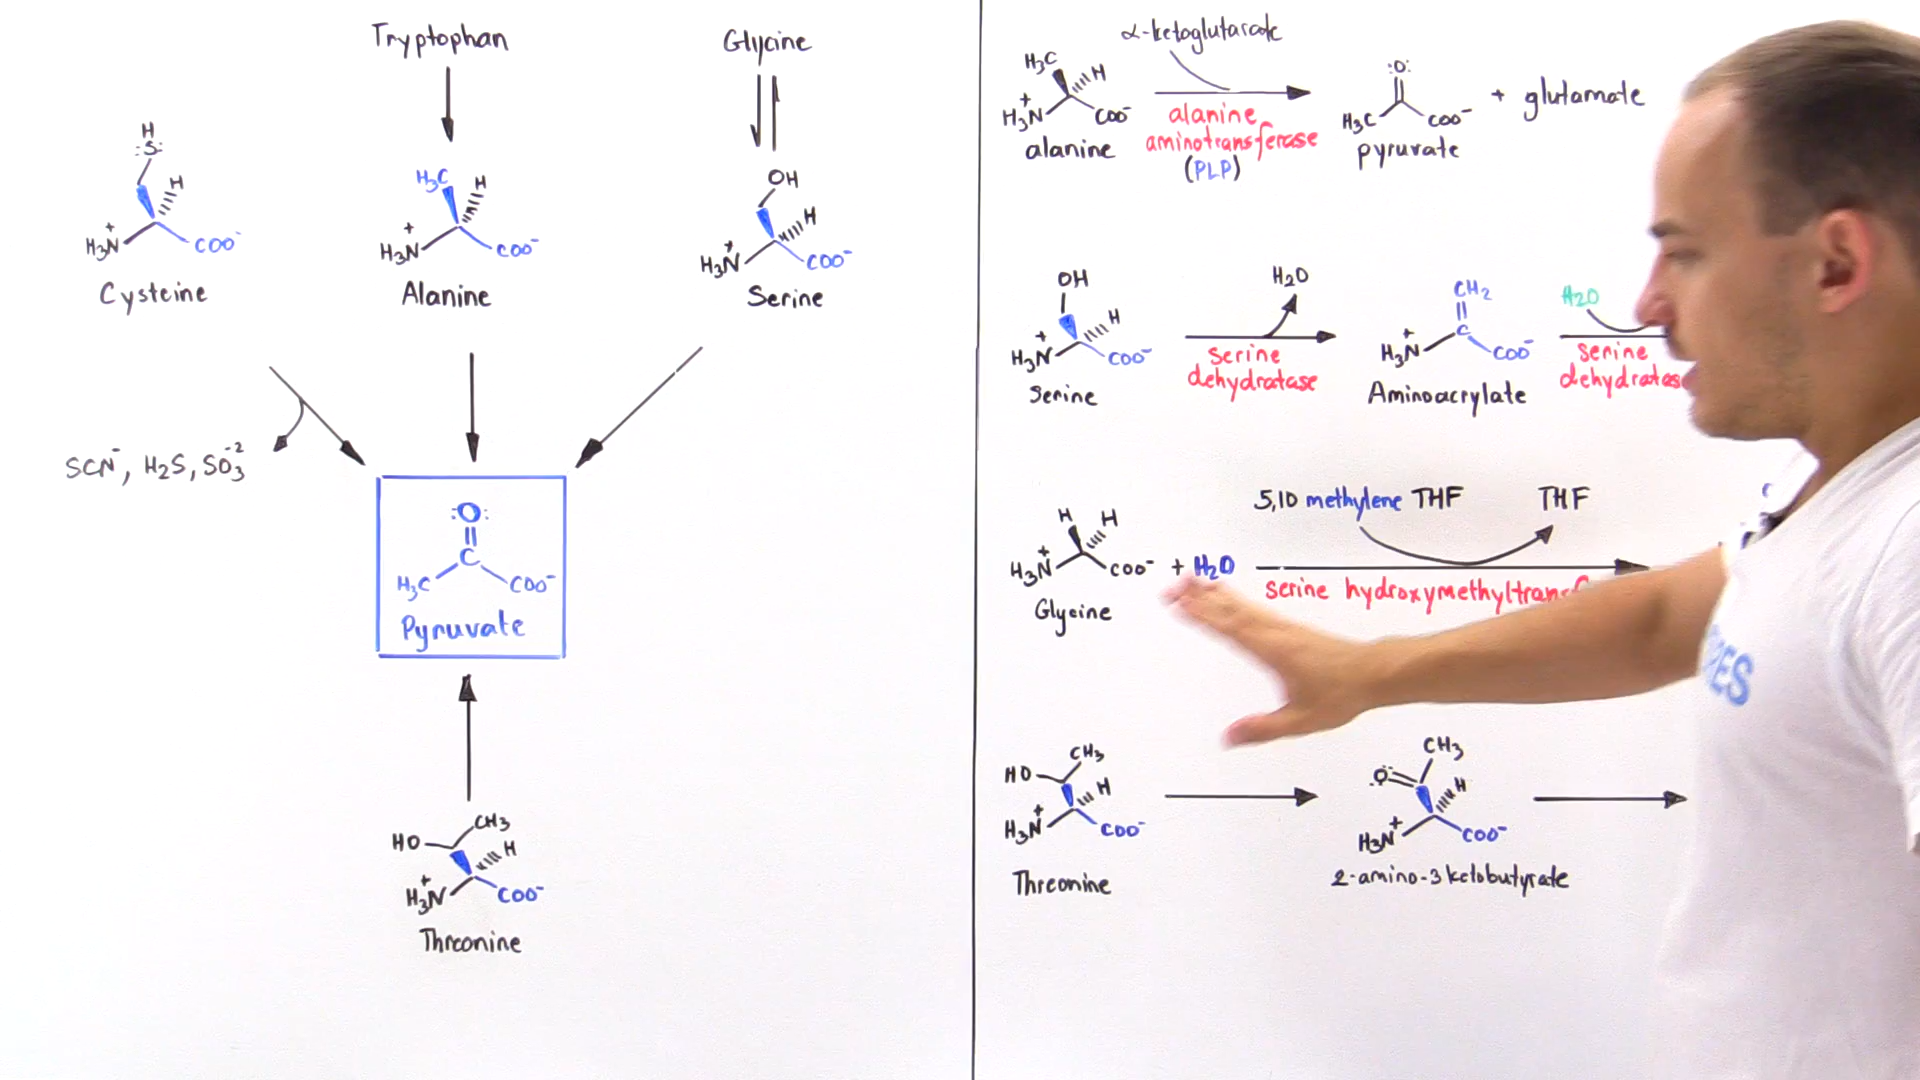 Tryptophan
Glycine
H
:S:
H
H3N+
COO-
Cysteine
H3C
H
H3N+
COO-
Alanine
OH
H
H3N+
COO-
Serine
SCN-, H2S, SO3-2
:O:
C
H3C
COO-
Pyruvate
HO
CH3
H
H3N+
COO-
Threonine
α-ketoglutarate
H3C
H
H3N+
COO-
alanine
alanine
aminotransferase
(PLP)
:O:
H3C
COO-
pyruvate
+ glutamate
OH
H
H3N+
COO-
Serine
H2O
serine
dehydratase
CH2
C
H3N+
COO-
Aminoacrylate
H2O
serine
5,10 methylene THF
THF
H
H
H3N+
COO-
+ H2O
Glycine
serine
HO
CH3
H
H3N+
COO-
Threonine
CH3
O
H
H3N+
COO-
2-amino-3 ketobutyrate